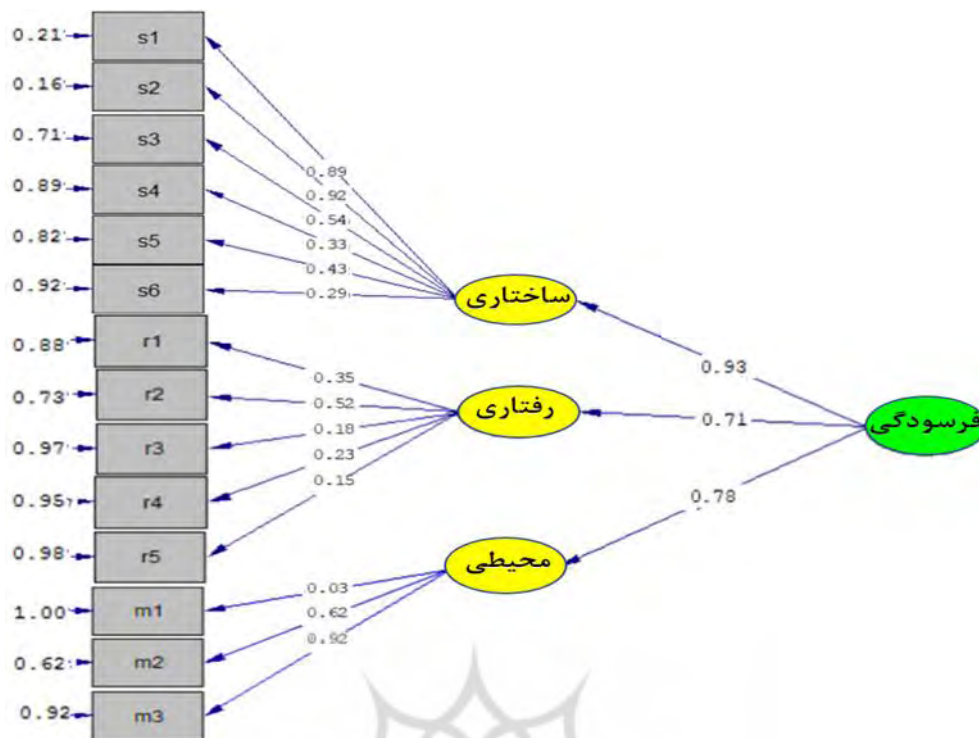 0.21 s1
0.16 s2
0.71 s3
0.89 s4
0.82 s5
0.92 s6
0.88 r1
0.73 r2
0.97 r3
0.95 r4
0.98 r5
1.00 m1
0.62 m2
0.92 m3
0.89
0.92
0.54
0.33
0.43
0.29
0.35
0.52
0.18
0.23
0.15
0.03
0.62
0.92
ساختاری
رفتاری
محیطی
0.93
0.71
0.78
فرسودگی